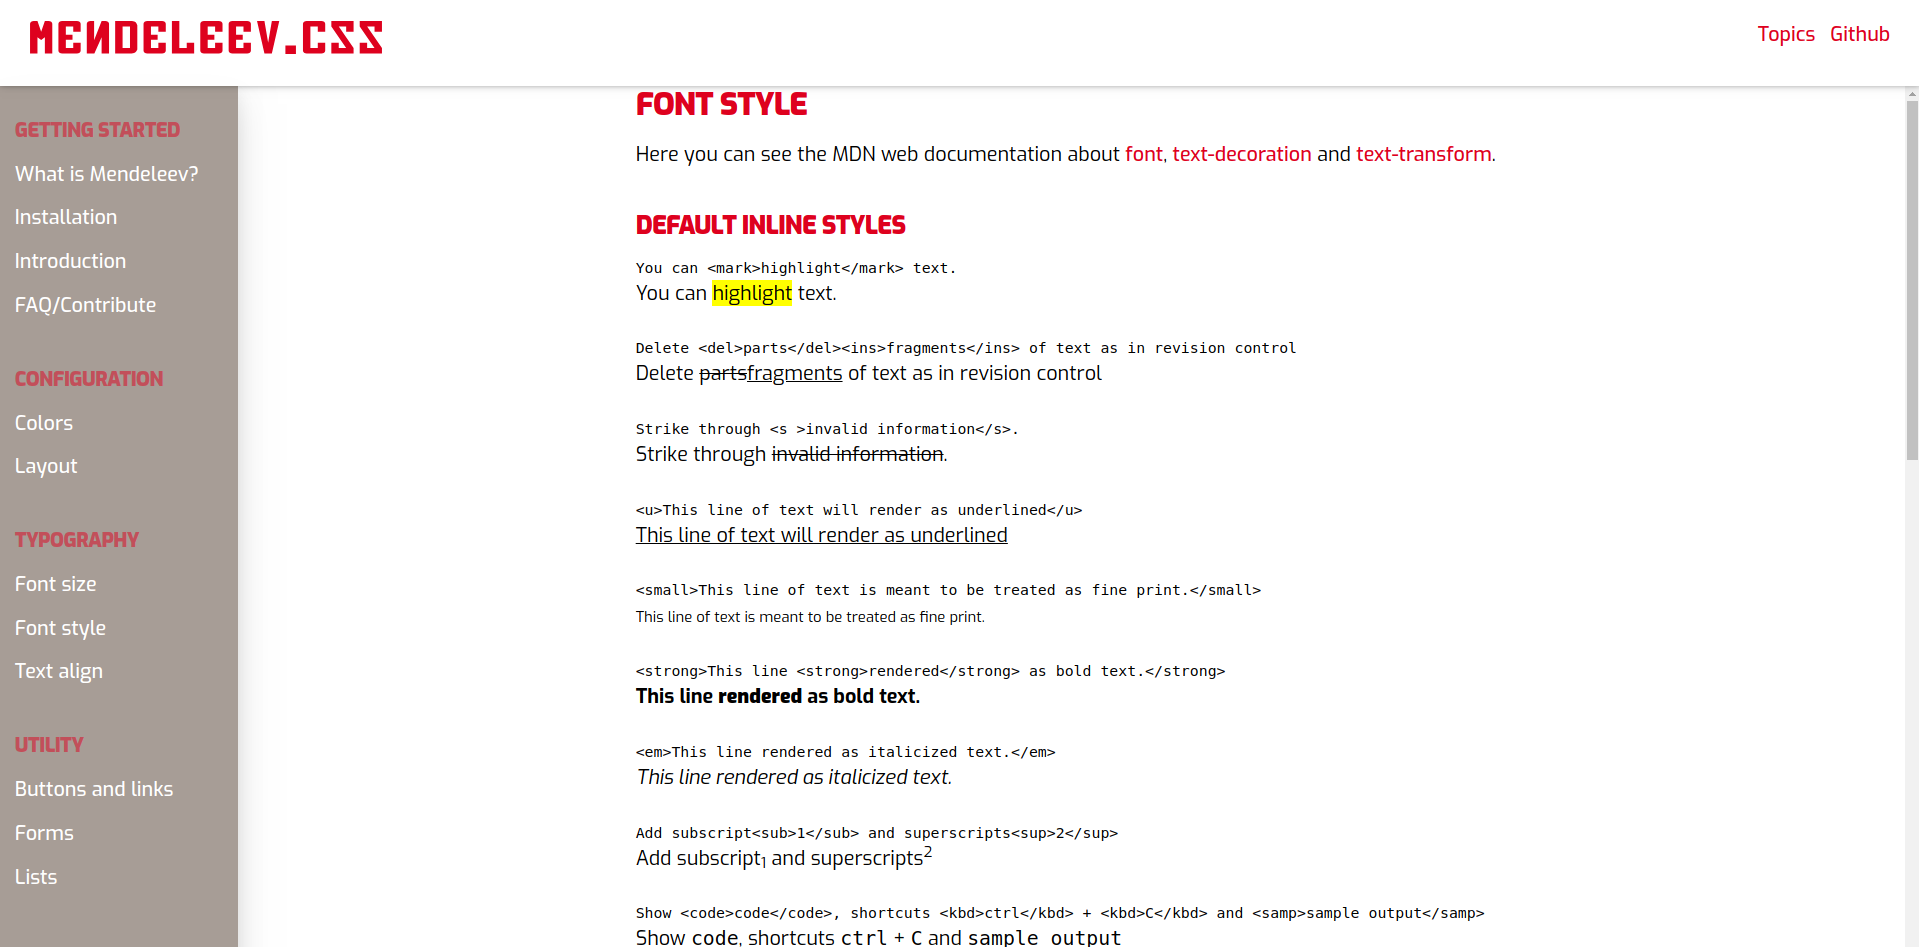 MENDELEEV.CSS
Topics Github
GETTING STARTED
What is Mendeleev?
Installation
Introduction
FAQ/Contribute
CONFIGURATION
Colors
Layout
TYPOGRAPHY
Font size
Font style
Text align
UTILITY
Buttons and links
Forms
Lists
FONT STYLE
Here you can see the MDN web documentation about font, text-decoration and text-transform.
DEFAULT INLINE STYLES
You can <mark>highlight</mark> text.
You can highlight text.
Delete <del>parts</del><ins>fragments</ins> of text as in revision control
Delete partsfragments of text as in revision control
Strike through <s >invalid information</s>.
Strike through invalid information.
<u>This line of text will render as underlined</u>
This line of text will render as underlined
<small>This line of text is meant to be treated as fine print.</small>
This line of text is meant to be treated as fine print.
<strong>This line <strong>rendered</strong> as bold text.</strong>
This line rendered as bold text.
<em>This line rendered as italicized text.</em>
This line rendered as italicized text.
Add subscript<sub>1</sub> and superscripts<sup>2</sup>
Add subscript1 and superscripts2
Show <code>code</code>, shortcuts <kbd>ctrl</kbd> + <kbd>C</kbd> and <samp>sample output</samp>
Show code, shortcuts ctrl + C and sample output